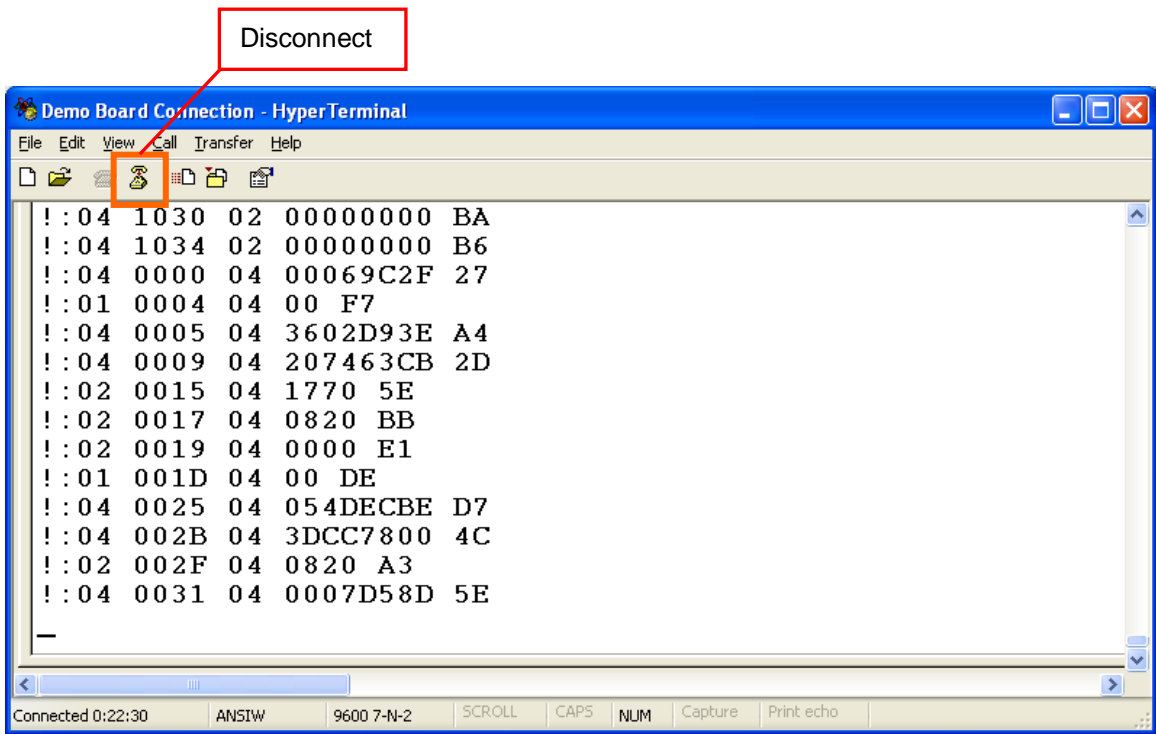 Disconnect
Demo Board Connection - HyperTerminal
File Edit View Call Transfer Help
!:04 1030 02 00000000 BA
!:04 1034 02 00000000 B6
!:04 0000 04 00069C2F 27
!:01 0004 04 00 F7
!:04 0005 04 3602D93E A4
!:04 0009 04 207463CB 2D
!:02 0015 04 1770 5E
!:02 0017 04 0820 BB
!:02 0019 04 0000 E1
!:01 001D 04 00 DE
!:04 0025 04 054DECBE D7
!:04 002B 04 3DCC7800 4C
!:02 002F 04 0820 A3
!:04 0031 04 0007D58D 5E
_
Connected 0:22:30 ANSIW 9600 7-N-2 SCROLL CAPS NUM Capture Print echo